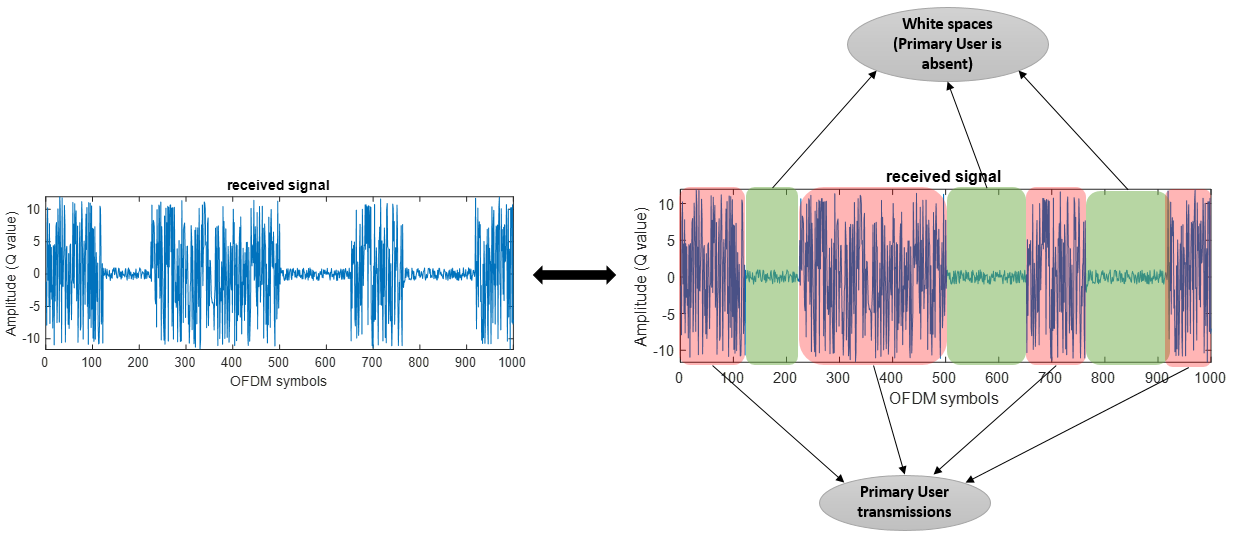 White spaces
(Primary User is
absent)
received signal
Amplitude (Q value)
10
5
0
-5
-10
0 100 200 300 400 500 600 700 800 900 1000
OFDM symbols
received signal
Amplitude (Q value)
10
5
0
-5
-10
0 100 200 300 400 500 600 700 800 900 1000
OFDM symbols
Primary User
transmissions